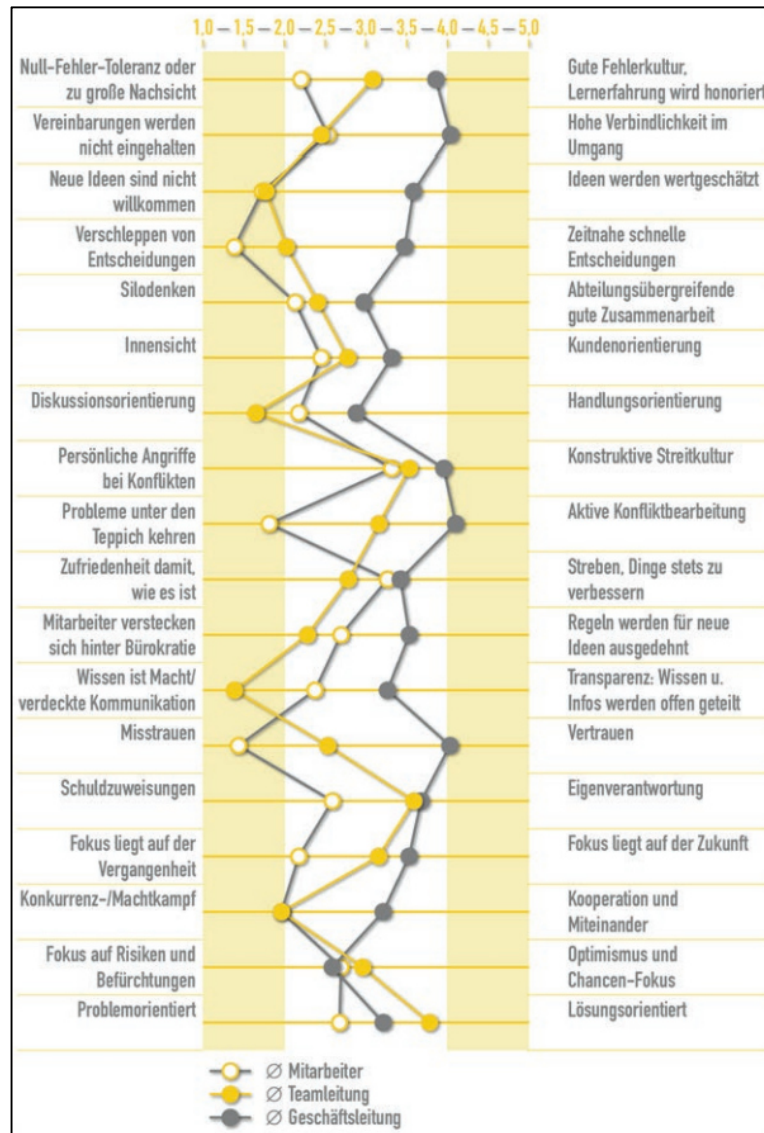 1,0 – 1,5 – 2,0 – 2,5 – 3,0 – 3,5 – 4,0 – 4,5 – 5,0
Null-Fehler-Toleranz oder
zu große Nachsicht
Gute Fehlerkultur,
Lernerfahrung wird honoriert
Vereinbarungen werden
nicht eingehalten
Hohe Verbindlichkeit im
Umgang
Neue Ideen sind nicht
willkommen
Ideen werden wertgeschätzt
Verschleppen von
Entscheidungen
Zeitnahe schnelle
Entscheidungen
Silodenken
Abteilungsübergreifende
gute Zusammenarbeit
Innensicht
Kundenorientierung
Diskussionsorientierung
Handlungsorientierung
Persönliche Angriffe
bei Konflikten
Konstruktive Streitkultur
Probleme unter den
Teppich kehren
Aktive Konfliktbearbeitung
Zufriedenheit damit,
wie es ist
Streben, Dinge stets zu
verbessern
Mitarbeiter verstecken
sich hinter Bürokratie
Regeln werden für neue
Ideen ausgedehnt
Wissen ist Macht/
verdeckte Kommunikation
Transparenz: Wissen u.
Infos werden offen geteilt
Misstrauen
Vertrauen
Schuldzuweisungen
Eigenverantwortung
Fokus liegt auf der
Vergangenheit
Fokus liegt auf der Zukunft
Konkurrenz-/Machtkampf
Kooperation und
Miteinander
Fokus auf Risiken und
Befürchtungen
Optimismus und
Chancen-Fokus
Problemorientiert
Lösungsorientiert
∅ Mitarbeiter
∅ Teamleitung
∅ Geschäftsleitung